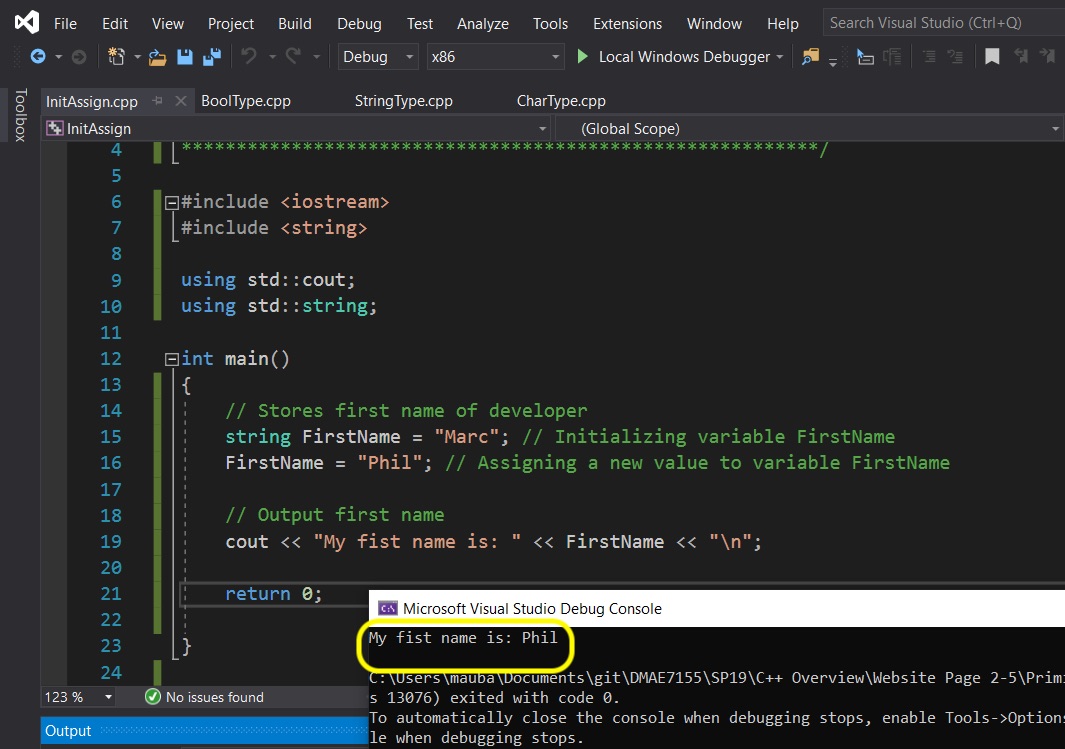 File Edit View Project Build Debug Test Analyze Tools Extensions Window Help Search Visual Studio (Ctrl+Q)
Debug x86 Local Windows Debugger
Toolbox
InitAssign.cpp BoolType.cpp StringType.cpp CharType.cpp
InitAssign (Global Scope)
4 **********************************************************/
5
6 #include <iostream>
7 #include <string>
8
9 using std::cout;
10 using std::string;
11
12 int main()
13 {
14 // Stores first name of developer
15 string FirstName = "Marc"; // Initializing variable FirstName
16 FirstName = "Phil"; // Assigning a new value to variable FirstName
17
18 // Output first name
19 cout << "My fist name is: " << FirstName << "\n";
20
21 return 0;
22
23 }
24
123 % No issues found
Output
C:\ Microsoft Visual Studio Debug Console
My fist name is: Phil
C:\Users\mauba\Documents\git\DMAE7155\SP19\C++ Overview\Website Page 2-5\Prim
s 13076) exited with code 0.
To automatically close the console when debugging stops, enable Tools->Options
le when debugging stops.